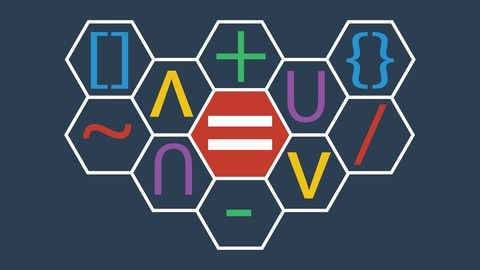 [] + {}
∧ ∪
~ = /
∩ ∨
-